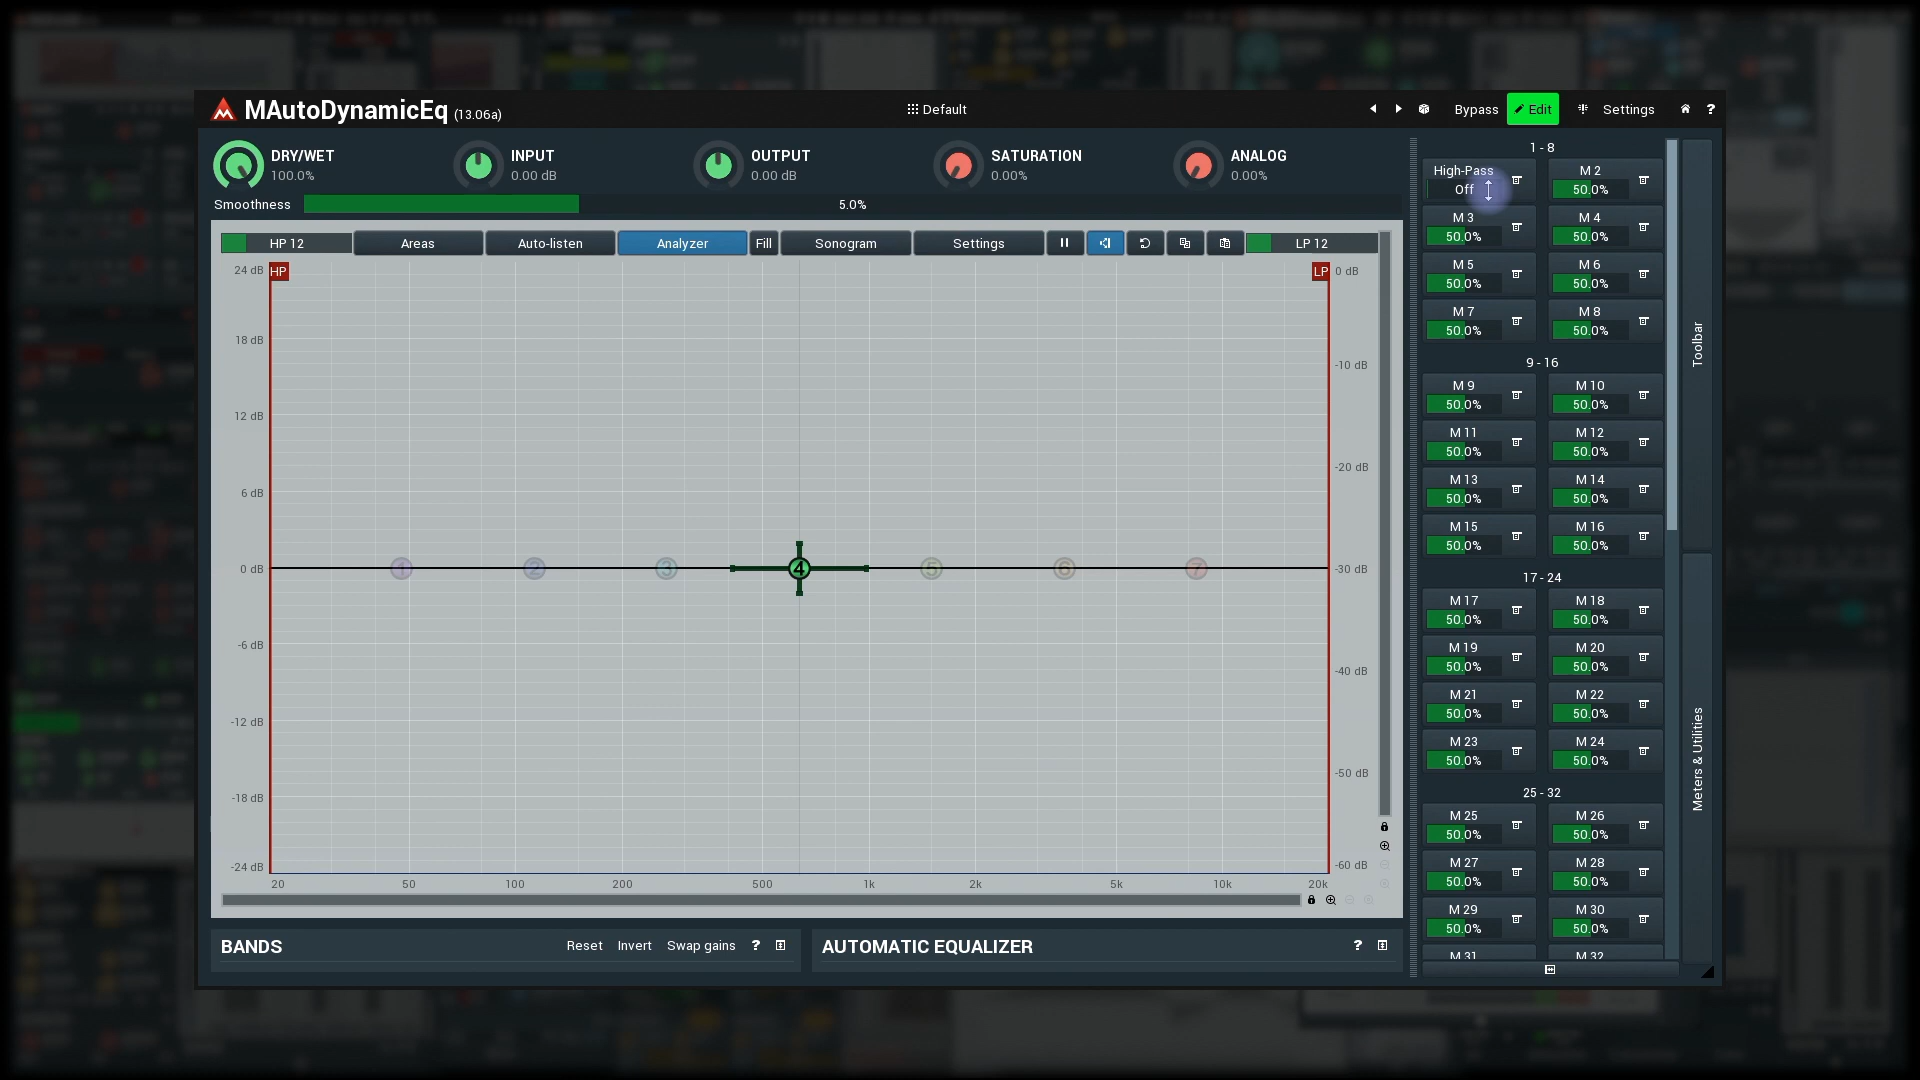 MAutoDynamicEq (13.06a)
Default
Bypass
Edit
Settings
?
DRY/WET
100.0%
INPUT
0.00 dB
OUTPUT
0.00 dB
SATURATION
0.00%
ANALOG
0.00%
Smoothness
5.0%
HP 12
Areas
Auto-listen
Analyzer
Fill
Sonogram
Settings
LP 12
24 dB
18 dB
12 dB
6 dB
0 dB
-6 dB
-12 dB
-18 dB
-24 dB
HP
LP
0 dB
-10 dB
-20 dB
-30 dB
-40 dB
-50 dB
-60 dB
1
2
3
4
5
6
7
20
50
100
200
500
1k
2k
5k
10k
20k
BANDS
Reset
Invert
Swap gains
?
AUTOMATIC EQUALIZER
?
1 - 8
High-Pass
Off
M 2
50.0%
M 3
50.0%
M 4
50.0%
M 5
50.0%
M 6
50.0%
M 7
50.0%
M 8
50.0%
9 - 16
M 9
50.0%
M 10
50.0%
M 11
50.0%
M 12
50.0%
M 13
50.0%
M 14
50.0%
M 15
50.0%
M 16
50.0%
17 - 24
M 17
50.0%
M 18
50.0%
M 19
50.0%
M 20
50.0%
M 21
50.0%
M 22
50.0%
M 23
50.0%
M 24
50.0%
25 - 32
M 25
50.0%
M 26
50.0%
M 27
50.0%
M 28
50.0%
M 29
50.0%
M 30
50.0%
M 31
M 32
Toolbar
Meters & Utilities